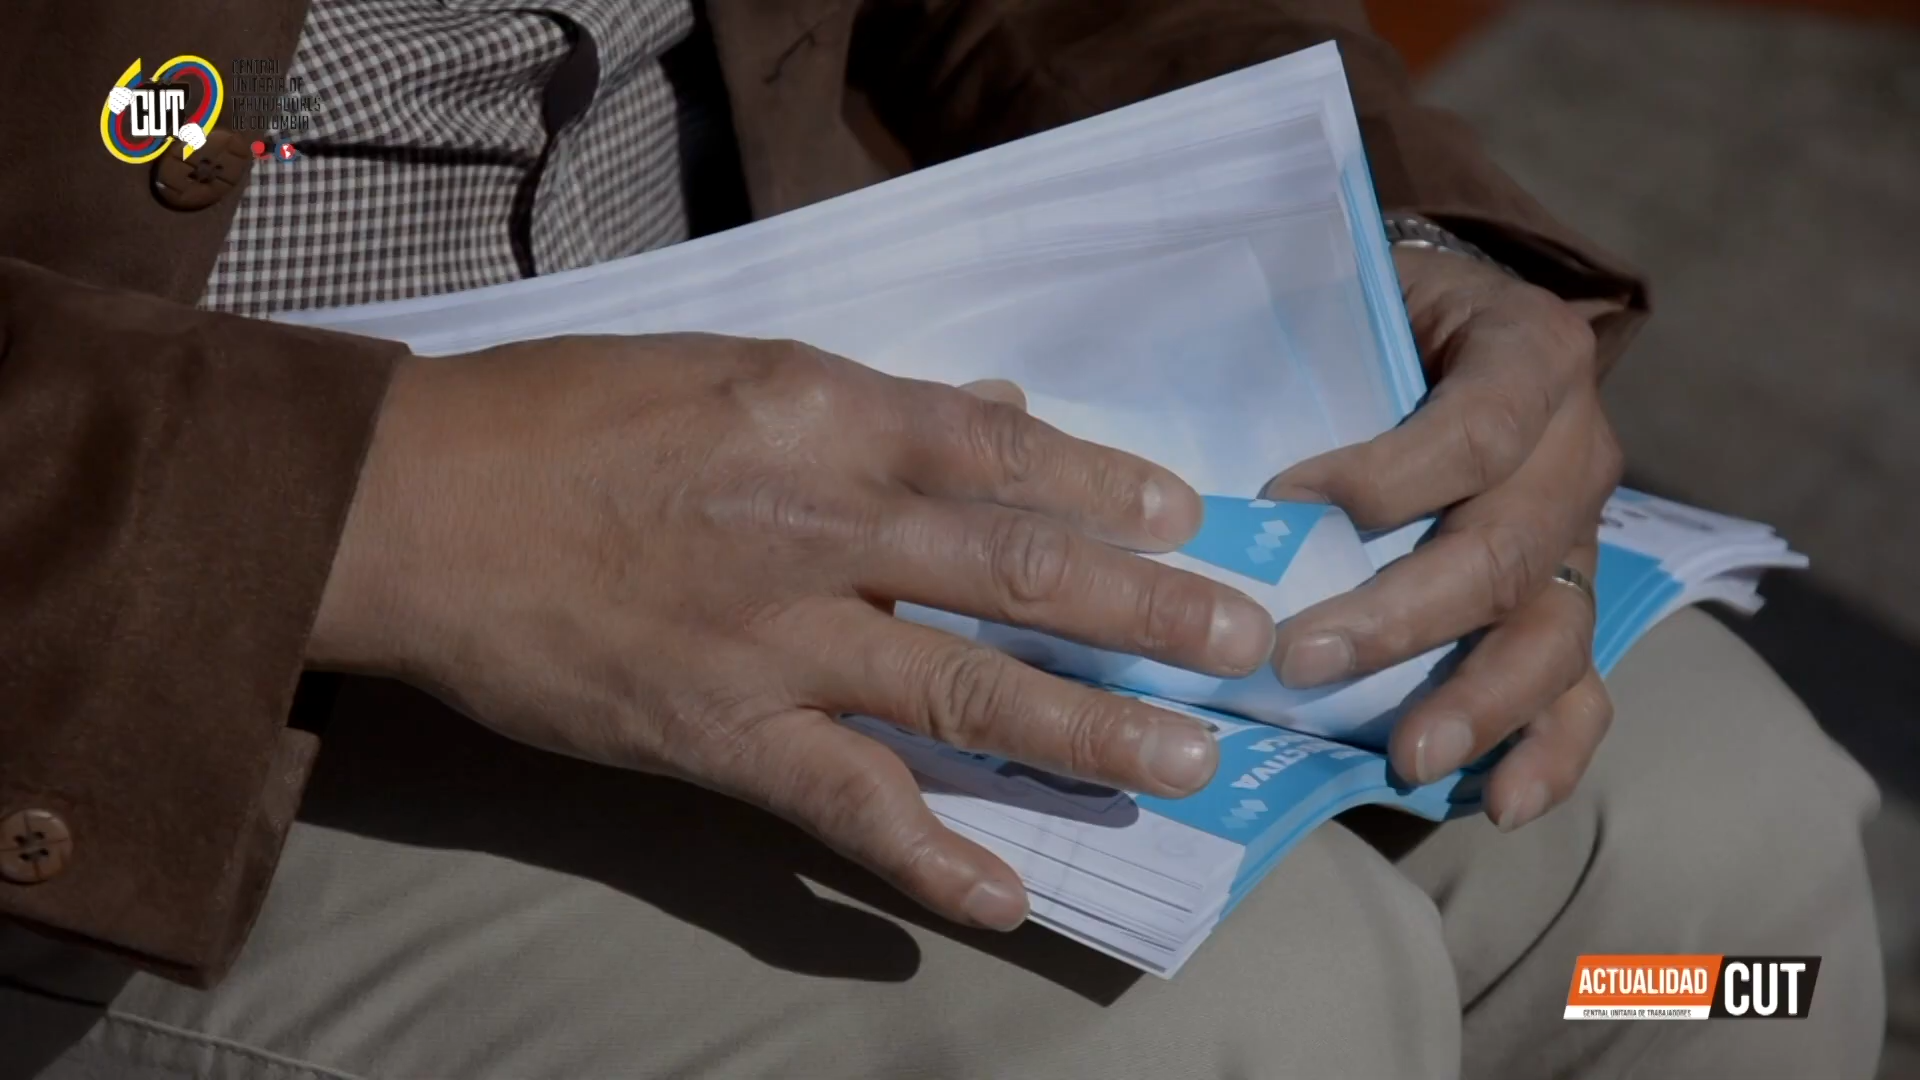 CUT
CENTRAL
UNITARIA DE
TRABAJADORES
DE COLOMBIA
ACTUALIDAD CUT
CENTRAL UNITARIA DE TRABAJADORES